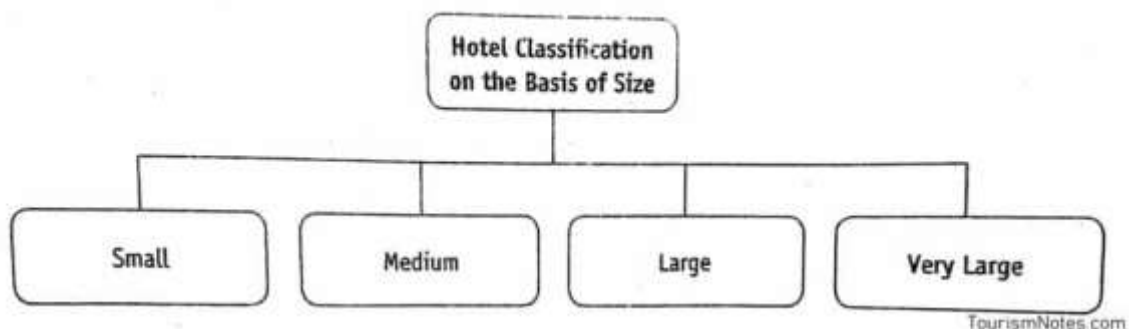 Hotel Classification
on the Basis of Size
Small
Medium
Large
Very Large
TourismNotes.com